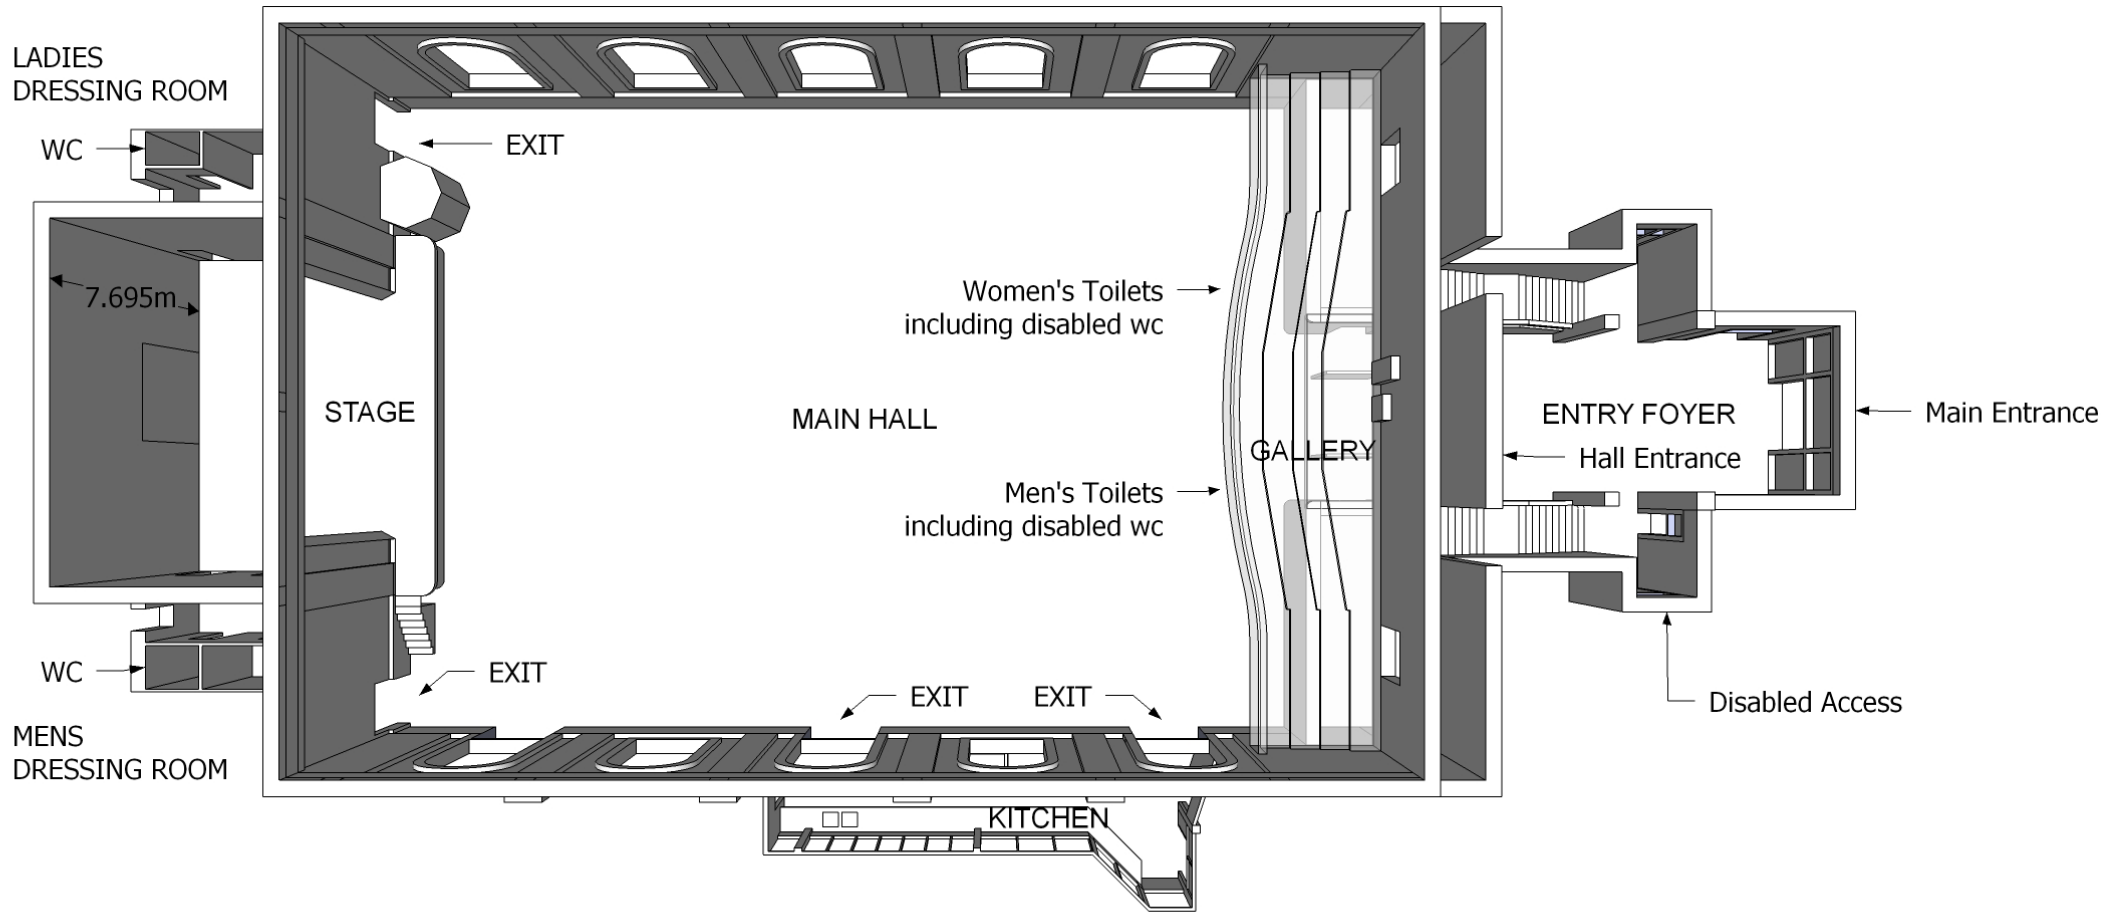 LADIES
DRESSING ROOM
WC
EXIT
7.695m
Women's Toilets
including disabled wc
STAGE
MAIN HALL
GALLERY
ENTRY FOYER
Main Entrance
Hall Entrance
Men's Toilets
including disabled wc
WC
EXIT
EXIT
EXIT
Disabled Access
MENS
DRESSING ROOM
KITCHEN